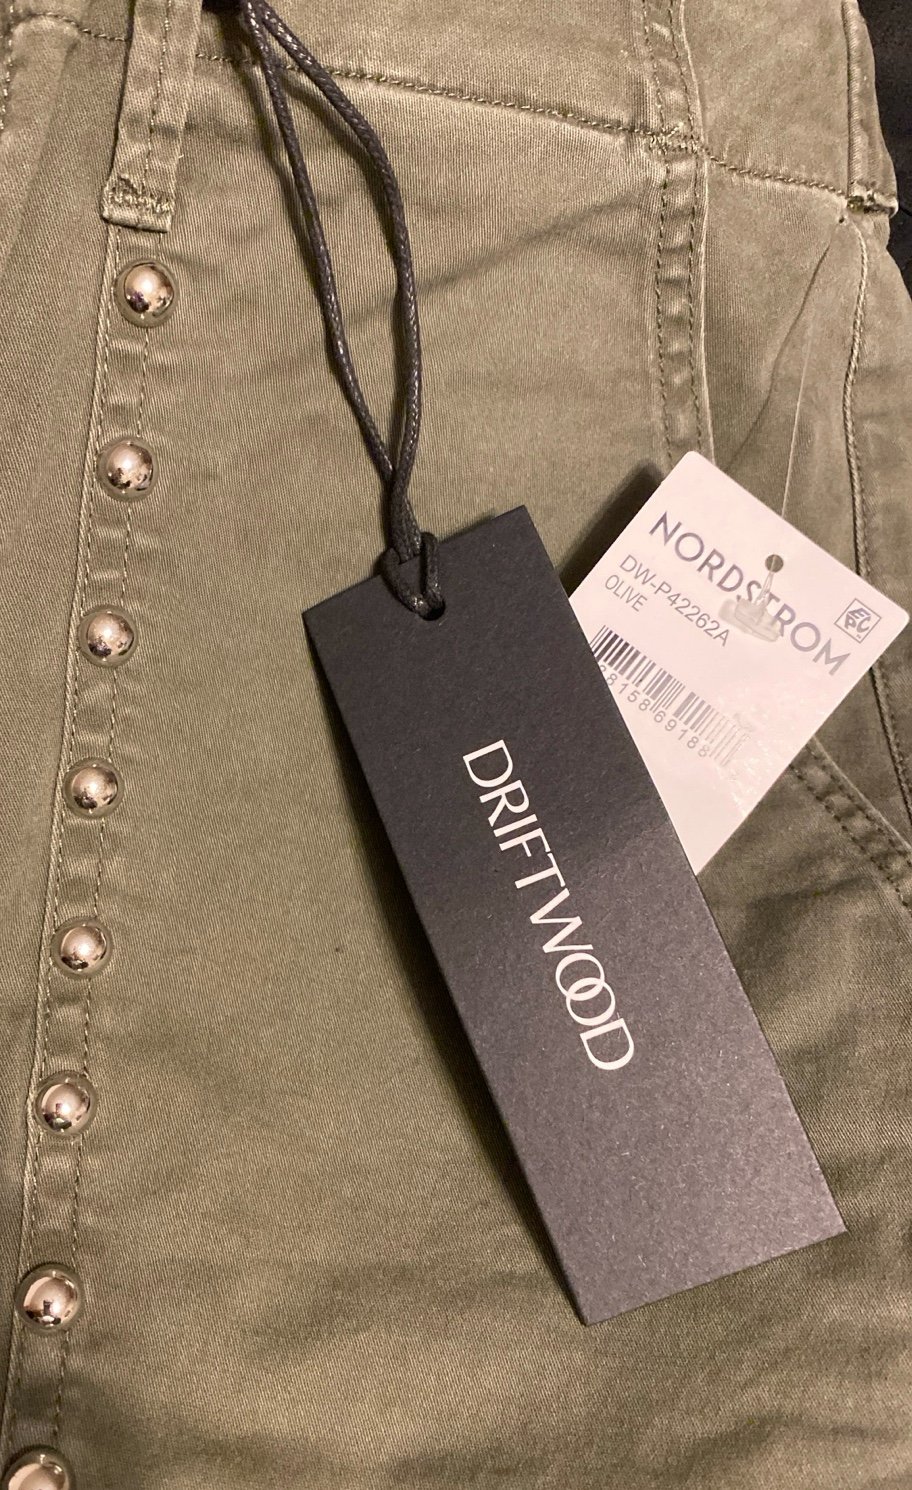 NORDSTROM
DW-P42262A
OLIVE
DRIFTWOOD